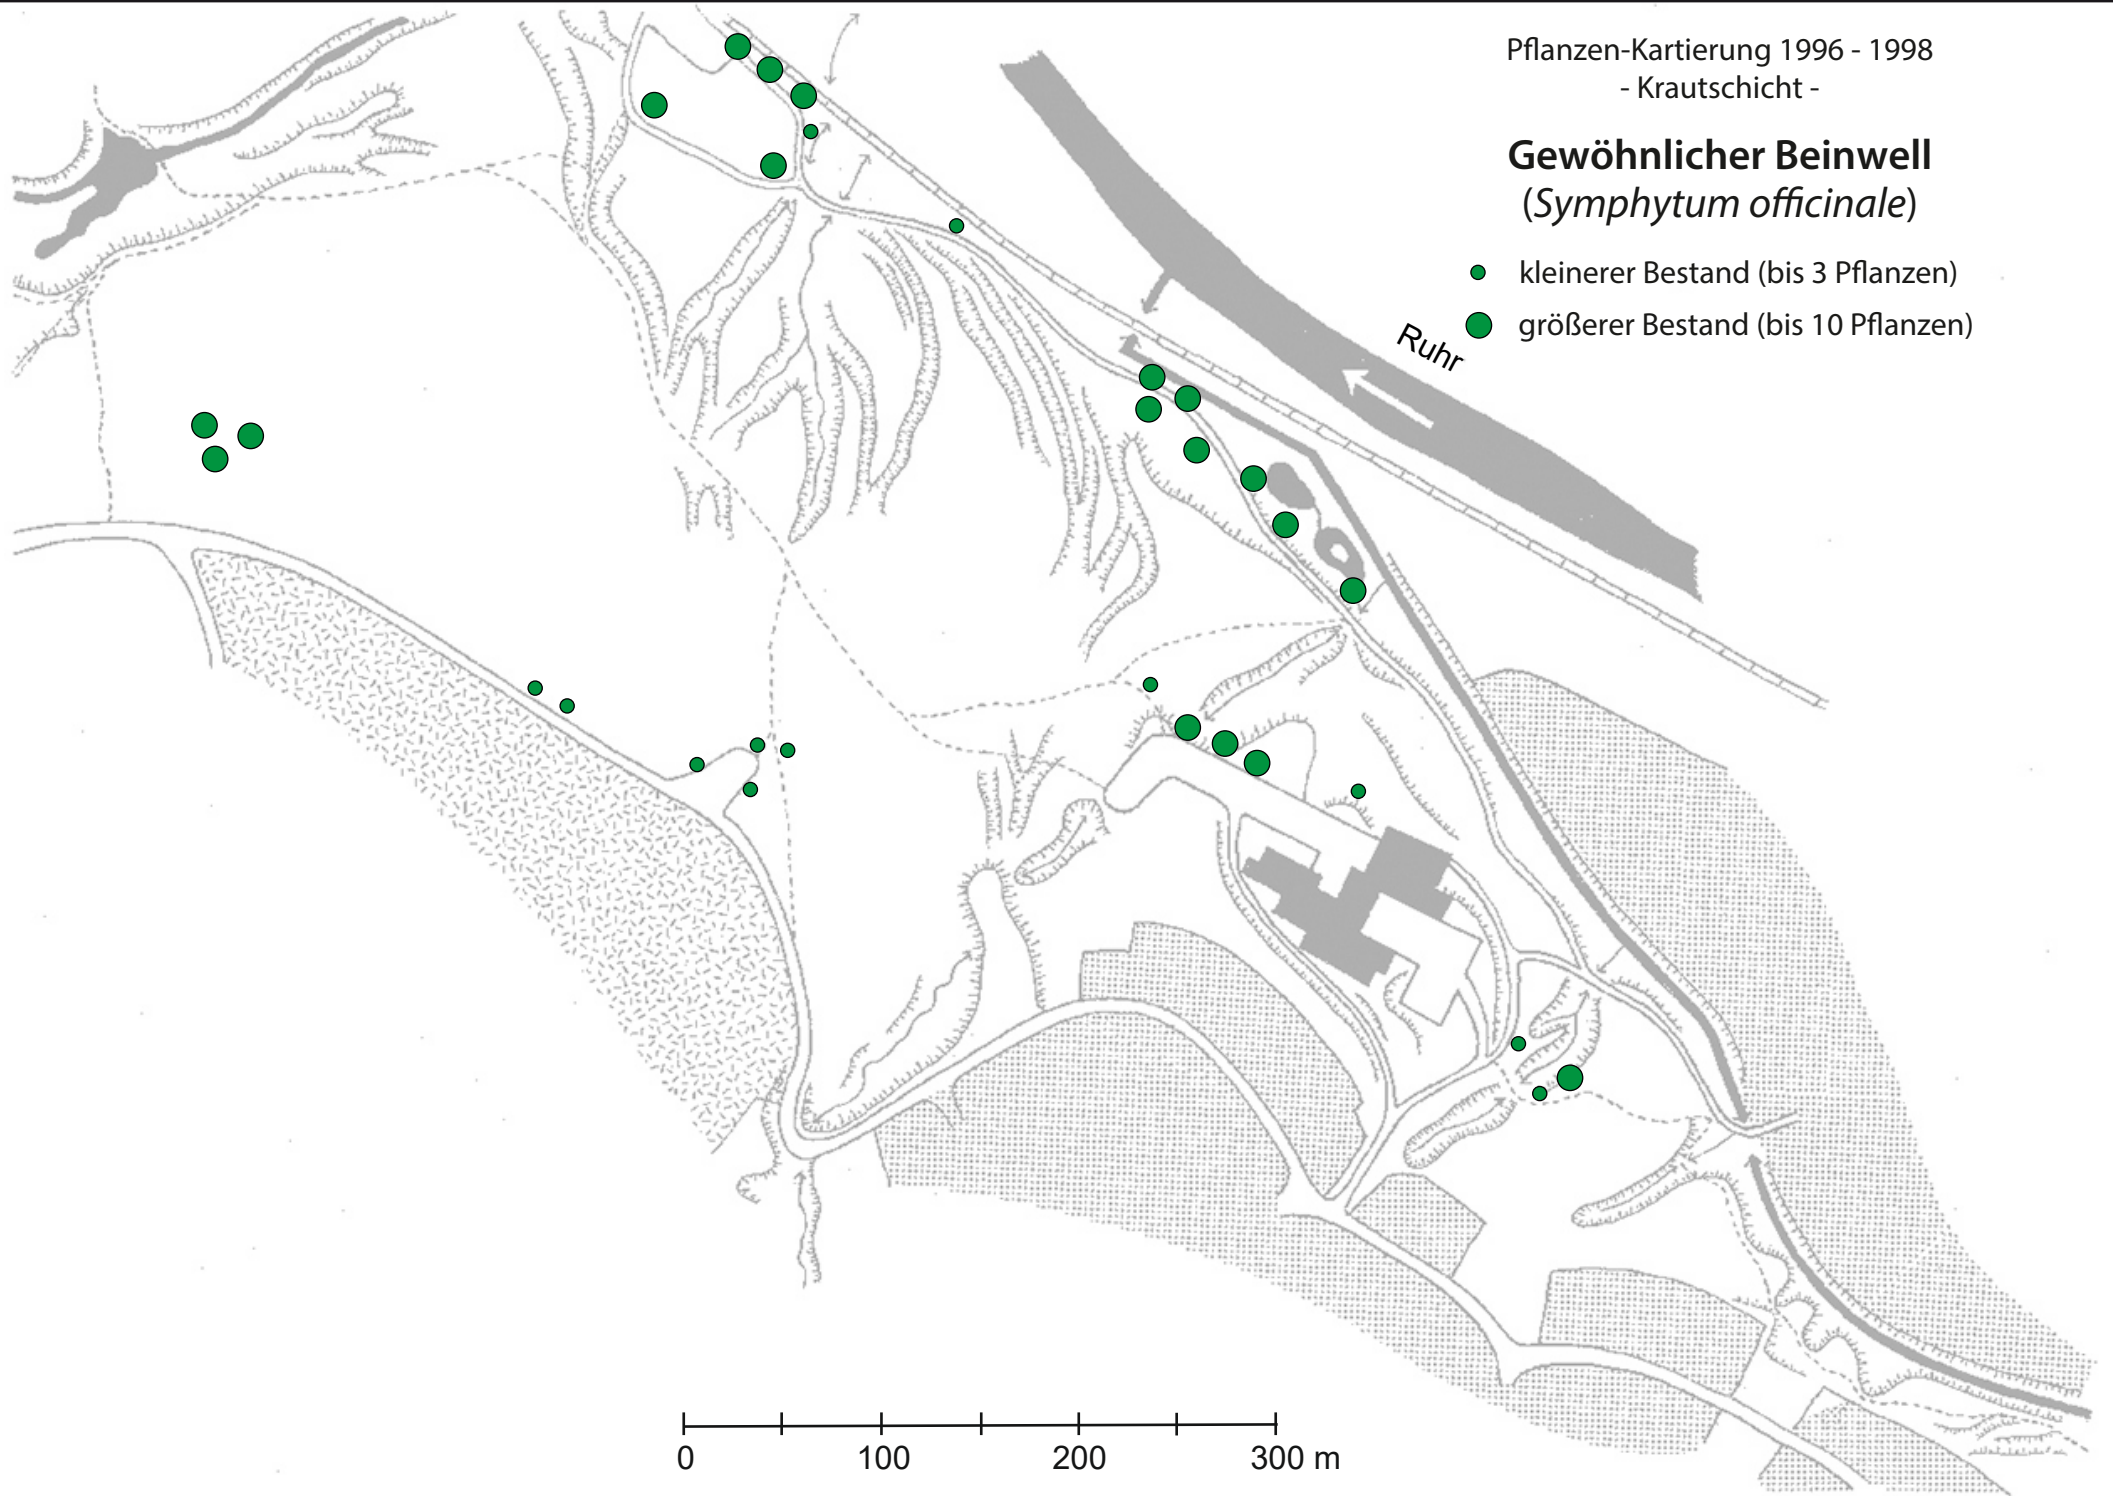 Pflanzen-Kartierung 1996 - 1998
- Krautschicht -
Gewöhnlicher Beinwell
(Symphytum officinale)
kleinerer Bestand (bis 3 Pflanzen)
größerer Bestand (bis 10 Pflanzen)
Ruhr
0 100 200 300 m